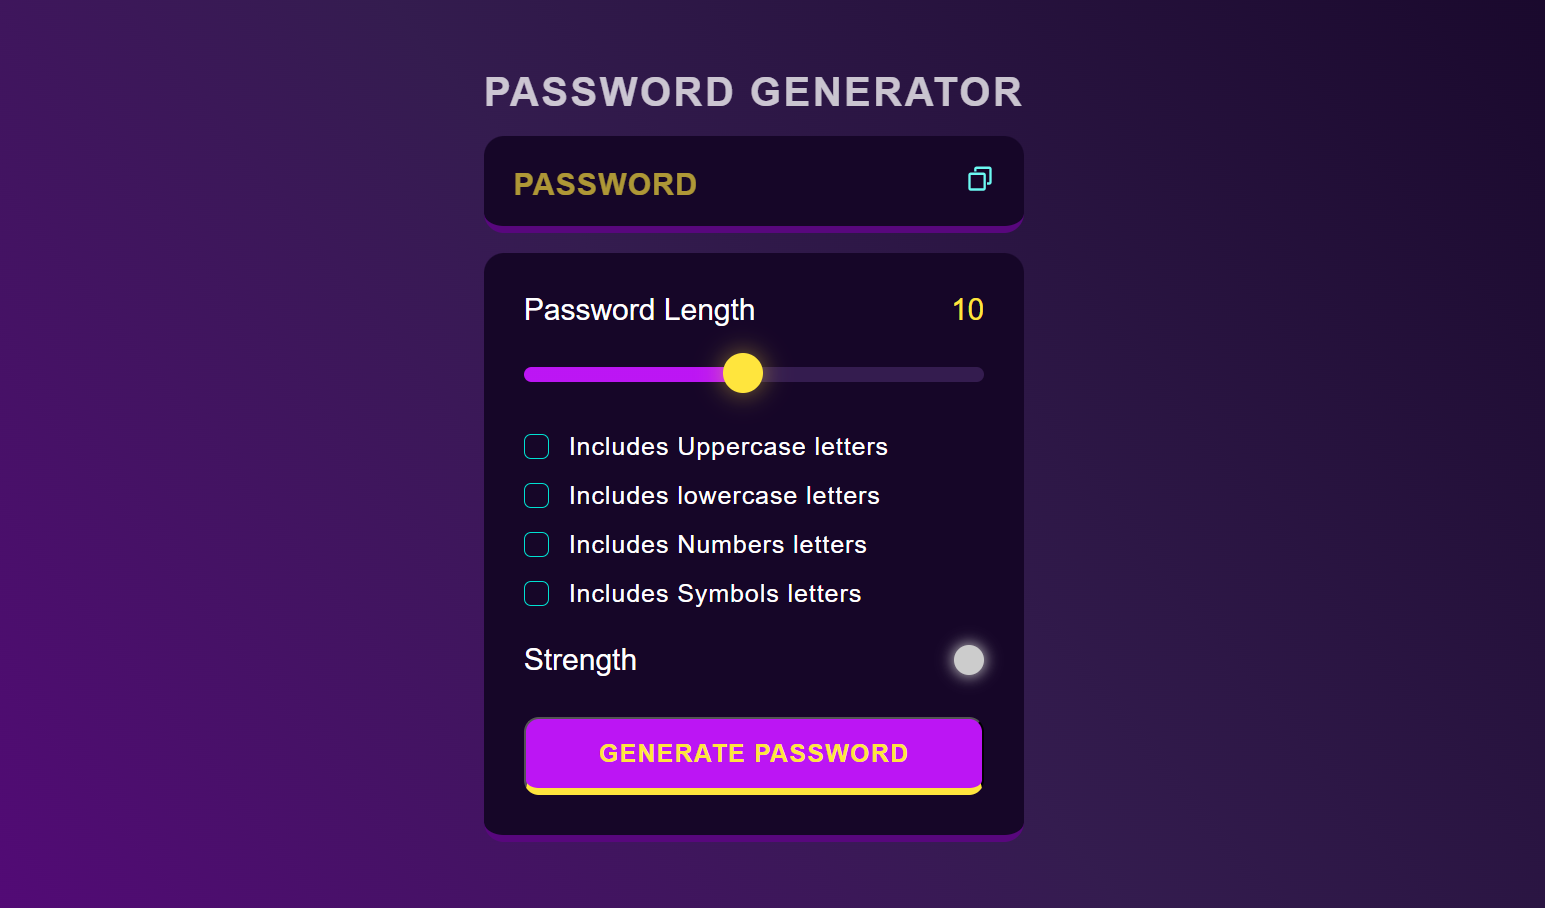 PASSWORD GENERATOR
PASSWORD
Password Length 10
Includes Uppercase letters
Includes lowercase letters
Includes Numbers letters
Includes Symbols letters
Strength
GENERATE PASSWORD